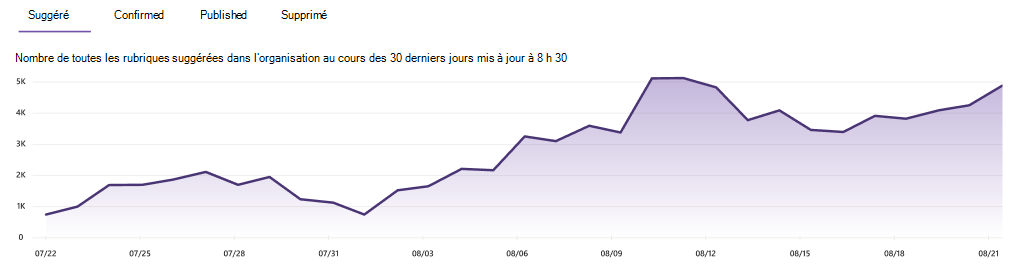 Suggéré Confirmed Published Supprimé
Nombre de toutes les rubriques suggérées dans l'organisation au cours des 30 derniers jours mis à jour à 8 h 30
5K
4K
3K
2K
1K
0
07/22 07/25 07/28 07/31 08/03 08/06 08/09 08/12 08/15 08/18 08/21